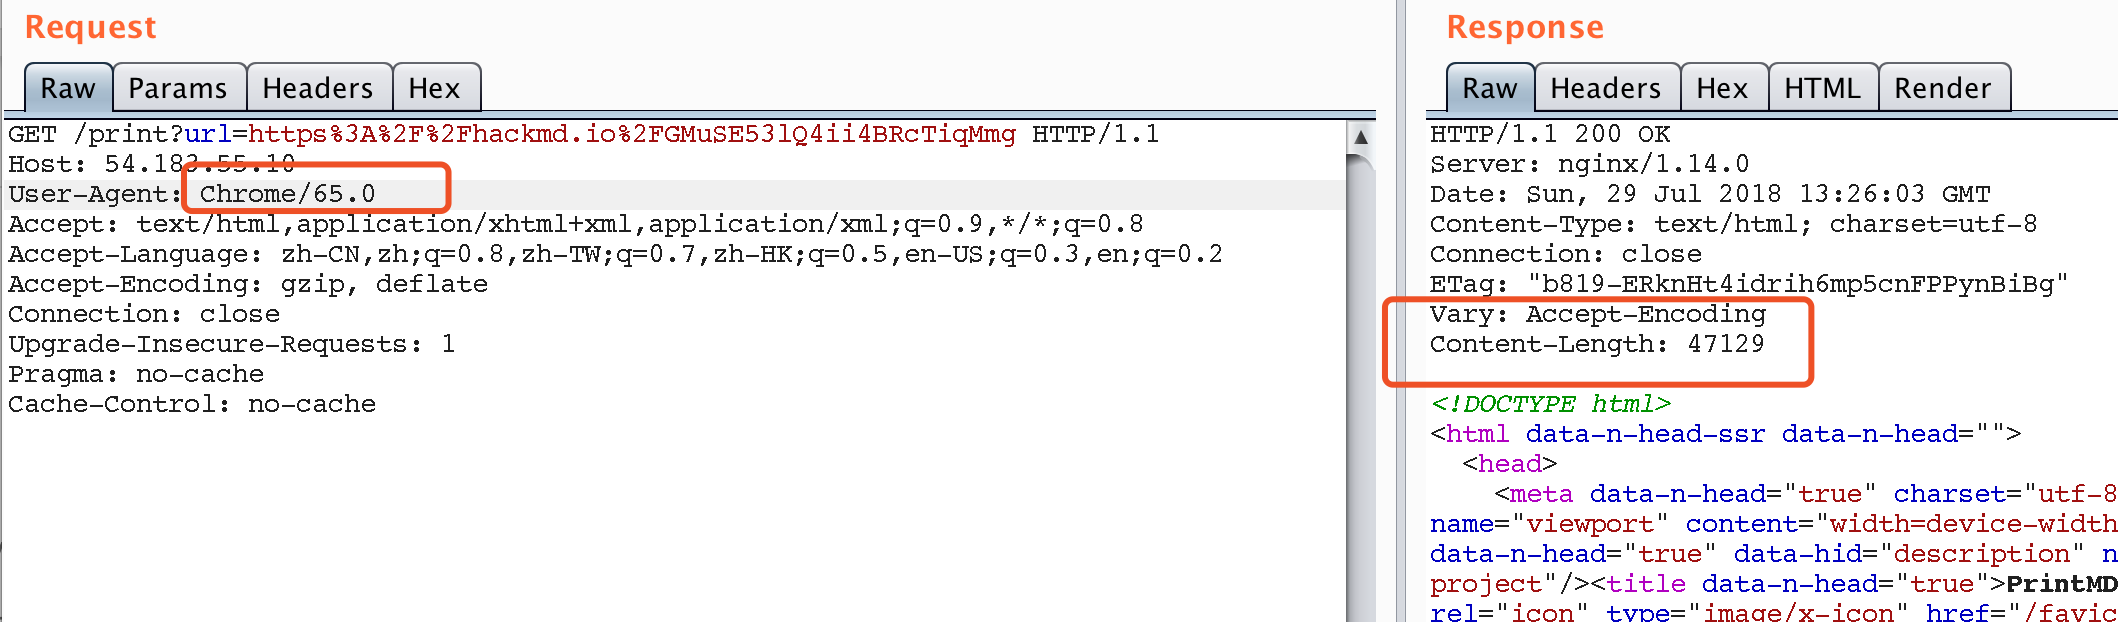 Request
Raw Params Headers Hex
GET /print?url=https%3A%2F%2Fhackmd.io%2FGMuSE53lQ4ii4BRcTiqMmg HTTP/1.1
Host: 54.183.55.10
User-Agent: Chrome/65.0
Accept: text/html,application/xhtml+xml,application/xml;q=0.9,*/*;q=0.8
Accept-Language: zh-CN,zh;q=0.8,zh-TW;q=0.7,zh-HK;q=0.5,en-US;q=0.3,en;q=0.2
Accept-Encoding: gzip, deflate
Connection: close
Upgrade-Insecure-Requests: 1
Pragma: no-cache
Cache-Control: no-cache
Response
Raw Headers Hex HTML Render
HTTP/1.1 200 OK
Server: nginx/1.14.0
Date: Sun, 29 Jul 2018 13:26:03 GMT
Content-Type: text/html; charset=utf-8
Connection: close
ETag: "b819-ERknHt4idrih6mp5cnFPPynBiBg"
Vary: Accept-Encoding
Content-Length: 47129
<!DOCTYPE html>
<html data-n-head-ssr data-n-head="">
<head>
<meta data-n-head="true" charset="utf-8
name="viewport" content="width=device-width
data-n-head="true" data-hid="description" n
project"/><title data-n-head="true">PrintMD
rel="icon" type="image/x-icon" href="/favic